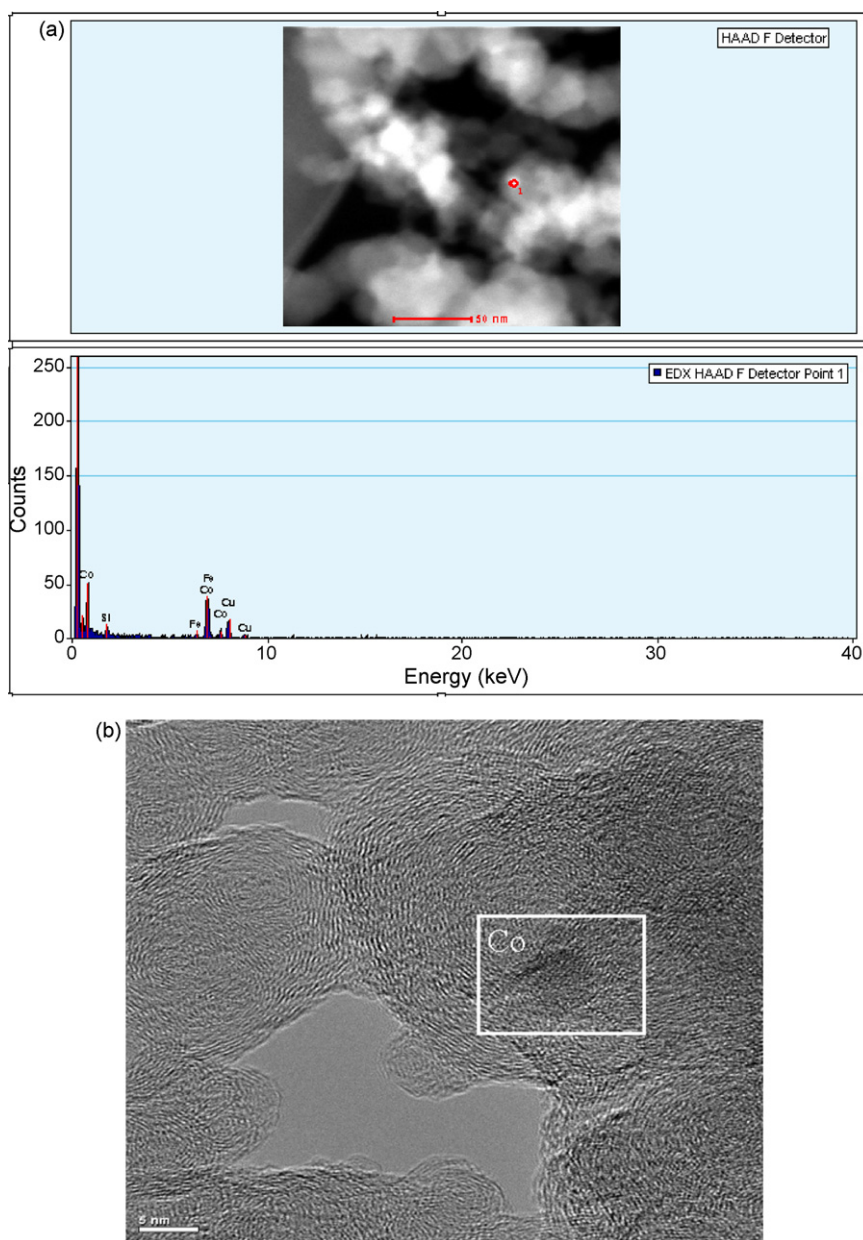 (a)
HAAD F Detector
1
50 nm
EDX HAAD F Detector Point 1
250
200
150
100
50
0
Counts
Co
Si
Fe
Fe
Co
Co
Cu
Cu
0
10
20
30
40
Energy (keV)
(b)
Co
5 nm